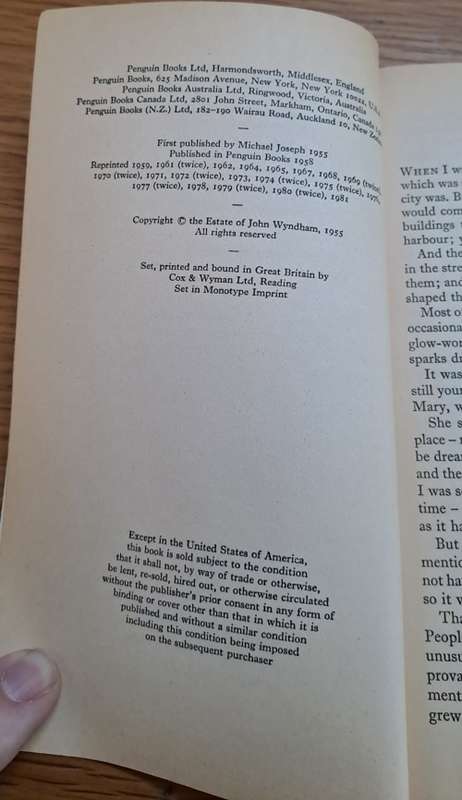 Penguin Books Ltd, Harmondsworth, Middlesex, England
Penguin Books, 625 Madison Avenue, New York, New York 10022, U.S.A.
Penguin Books Australia Ltd, Ringwood, Victoria, Australia
Penguin Books Canada Ltd, 2801 John Street, Markham, Ontario, Canada
Penguin Books (N.Z.) Ltd, 182–190 Wairau Road, Auckland 10, New
—
First published by Michael Joseph 1955
Published in Penguin Books 1958
Reprinted 1959, 1961 (twice), 1962, 1964, 1965, 1967, 1968, 1969 (twice),
1970 (twice), 1971, 1972 (twice), 1973, 1974 (twice), 1975 (twice), 1976,
1977 (twice), 1978, 1979 (twice), 1980 (twice), 1981
—
Copyright © the Estate of John Wyndham, 1955
All rights reserved
—
Set, printed and bound in Great Britain by
Cox & Wyman Ltd, Reading
Set in Monotype Imprint
Except in the United States of America,
this book is sold subject to the condition
that it shall not, by way of trade or otherwise,
be lent, re-sold, hired out, or otherwise circulated
without the publisher's prior consent in any form of
binding or cover other than that in which it is
published and without a similar condition
including this condition being imposed
on the subsequent purchaser
WHEN I w
which was
city was. B
would com
buildings
harbour; y
And the
in the stre
them; and
shaped th
Most o
occasiona
glow-wor
sparks dr
It was
still your
Mary, w
She s
place – r
be drea
and the
I was s
time –
as it ha
But
mentio
not ha
so it v
'Tha
Peopl
unusu
prova
ment
grew